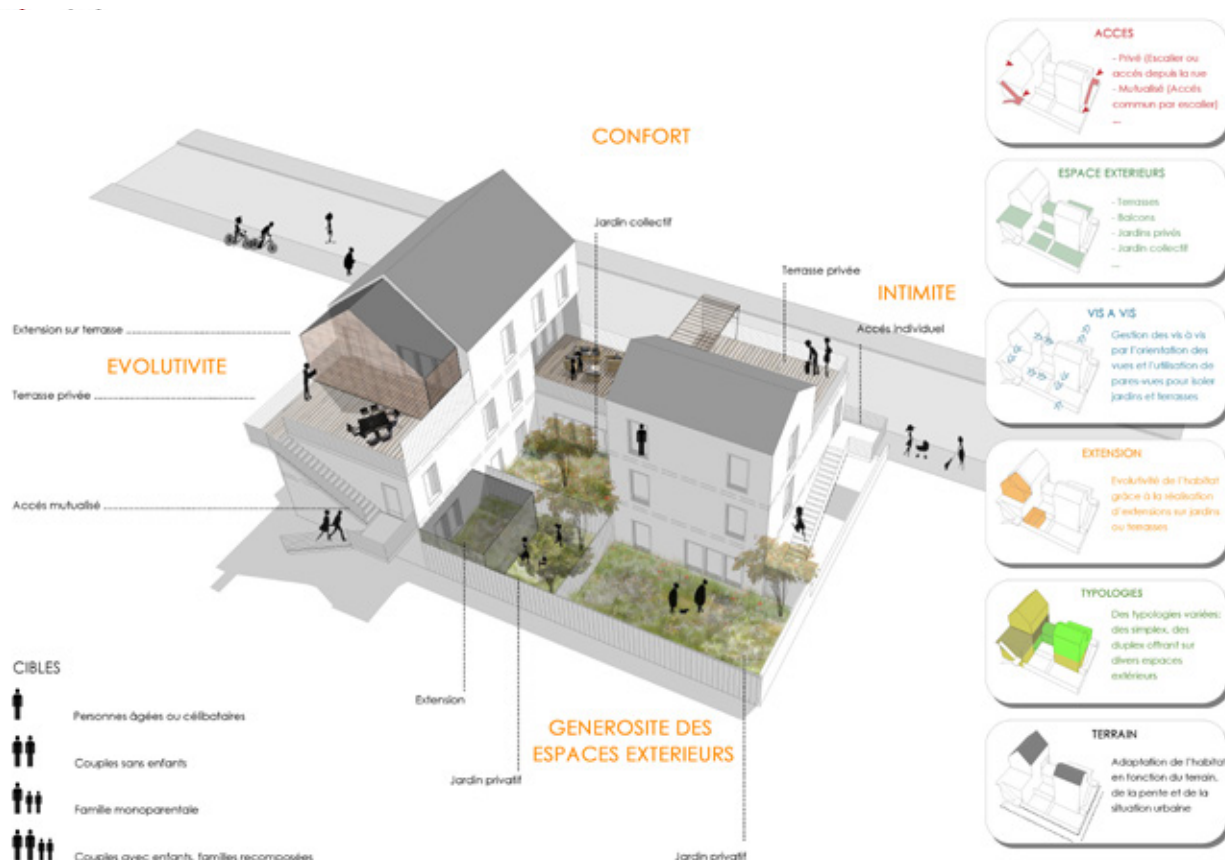 CONFORT
Jardin collectif
Terrasse privée
INTIMITE
Accés individuel
Extension sur terrasse
EVOLUTIVITE
Terrasse privée
Accés mutualisé
Extension
GENEROSITE DES
ESPACES EXTERIEURS
Jardin privatif
Jardin privatif
CIBLES
Personnes âgées ou célibataires
Couples sans enfants
Famille monoparentale
Couples avec enfants, familles recomposées
ACCES
- Privé (Escalier ou
accés depuis la rue
- Mutualisé (Accés
commun par escalier)
...
ESPACE EXTERIEURS
- Terrasses
- Balcons
- Jardins privés
- Jardin collectif
...
VIS A VIS
Gestion des vis à vis
par l'orientation des
vues et l'utilisation de
pares-vues pour isoler
jardins et terrasses
EXTENSION
Evolutivité de l'habitat
grâce à la réalisation
d'extensions sur jardins
ou terrasses
TYPOLOGIES
Des typologies variées:
des simplex, des
duplex offrant sur
divers espaces
extérieurs
TERRAIN
Adaptation de l'habitat
en fonction du terrain,
de la pente et de la
situation urbaine